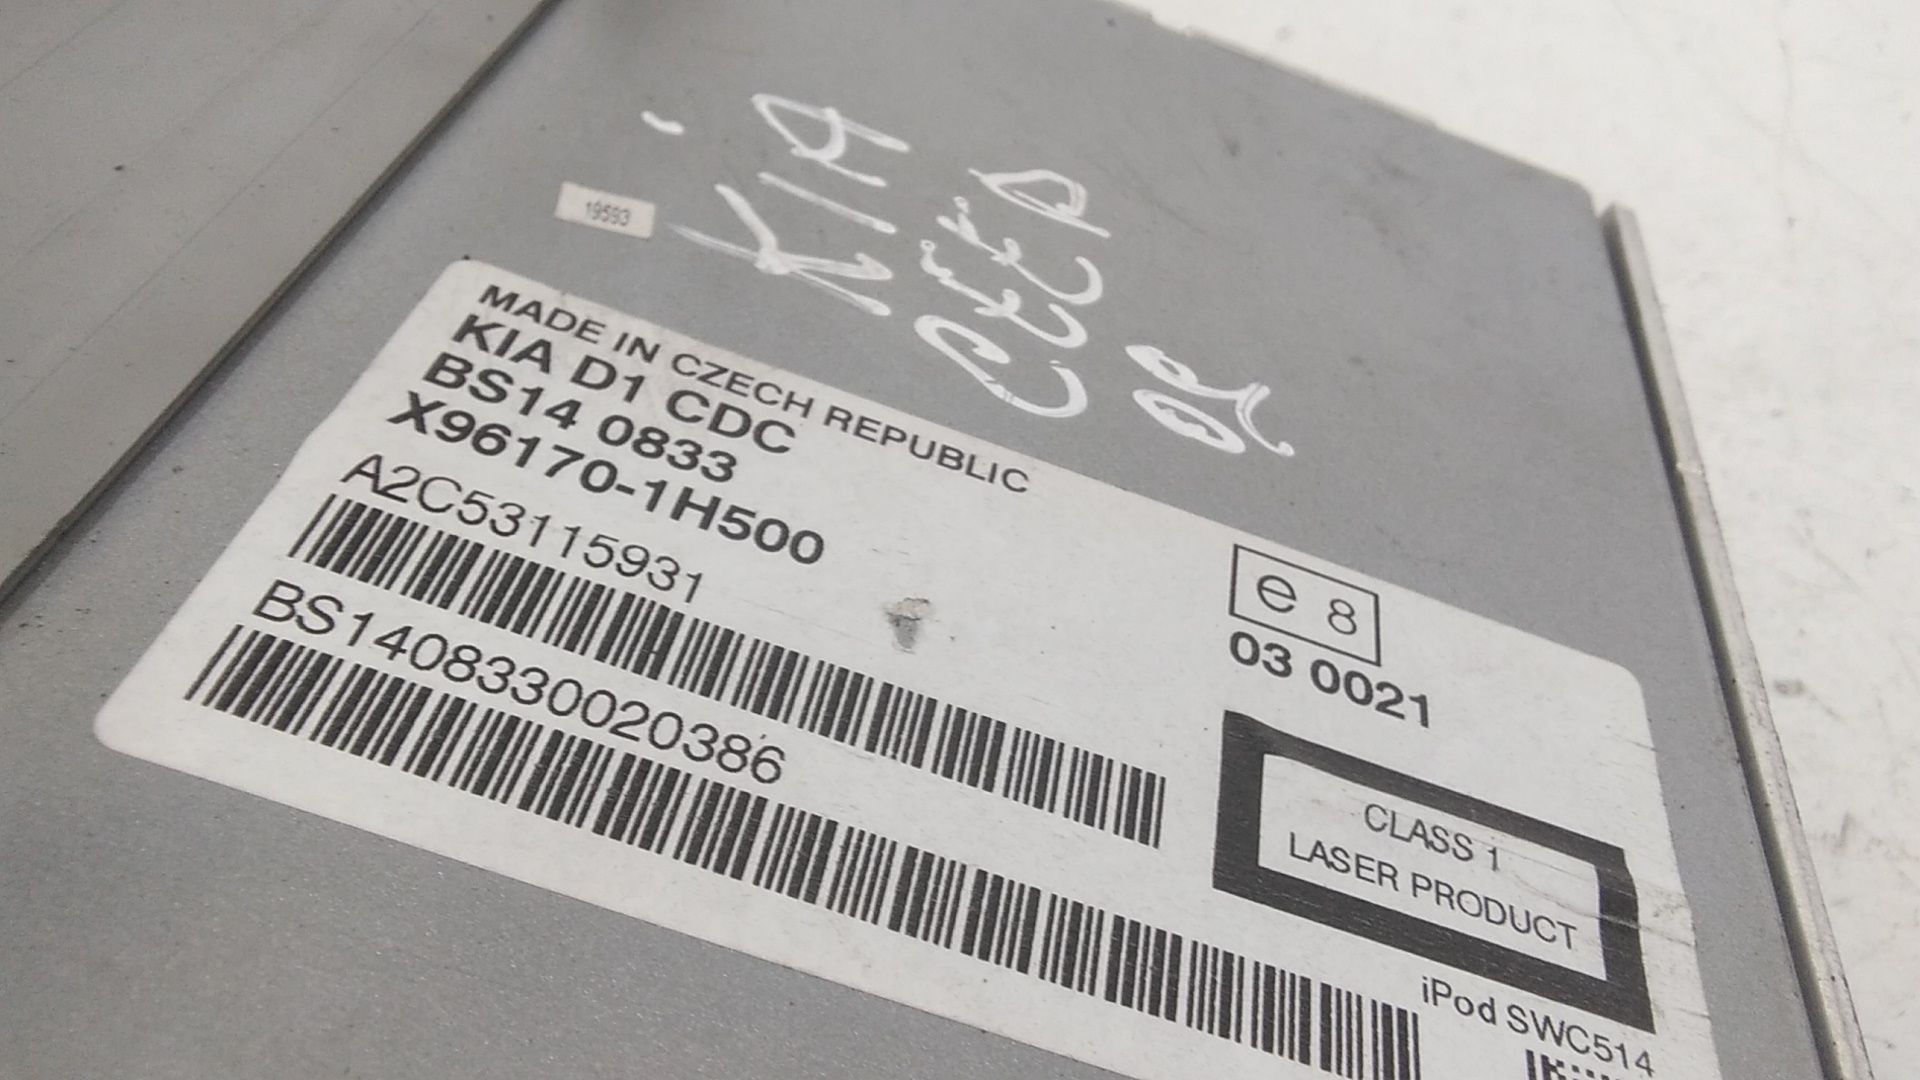 KIA
CEED
19593
MADE IN CZECH REPUBLIC
KIA D1 CDC
BS14 0833
X96170-1H500
A2C53115931
BS1408330020386
e 8
03 0021
CLASS 1
LASER PRODUCT
iPod SWC514